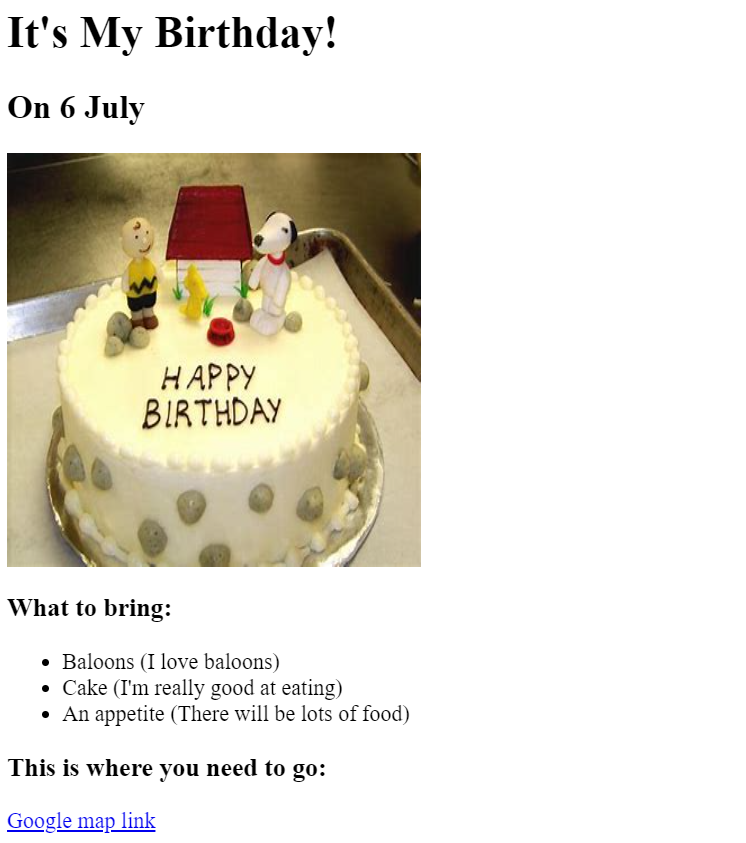 It's My Birthday!
On 6 July
HAPPY
BIRTHDAY
What to bring:
Baloons (I love baloons)
Cake (I'm really good at eating)
An appetite (There will be lots of food)
This is where you need to go:
Google map link